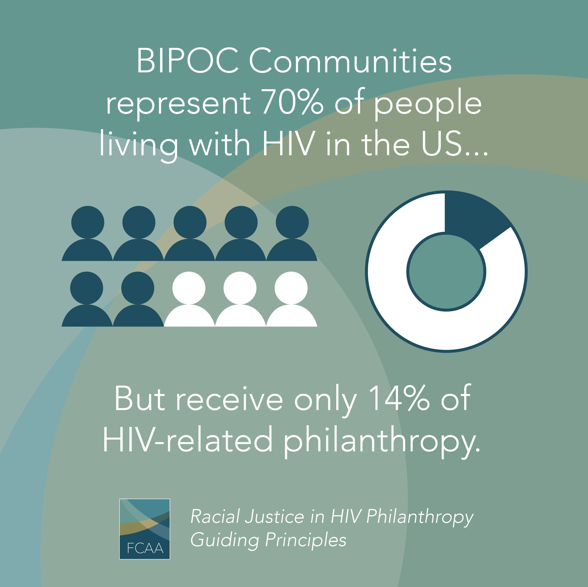 BIPOC Communities
represent 70% of people
living with HIV in the US...
But receive only 14% of
HIV-related philanthropy.
FCAA
Racial Justice in HIV Philanthropy
Guiding Principles